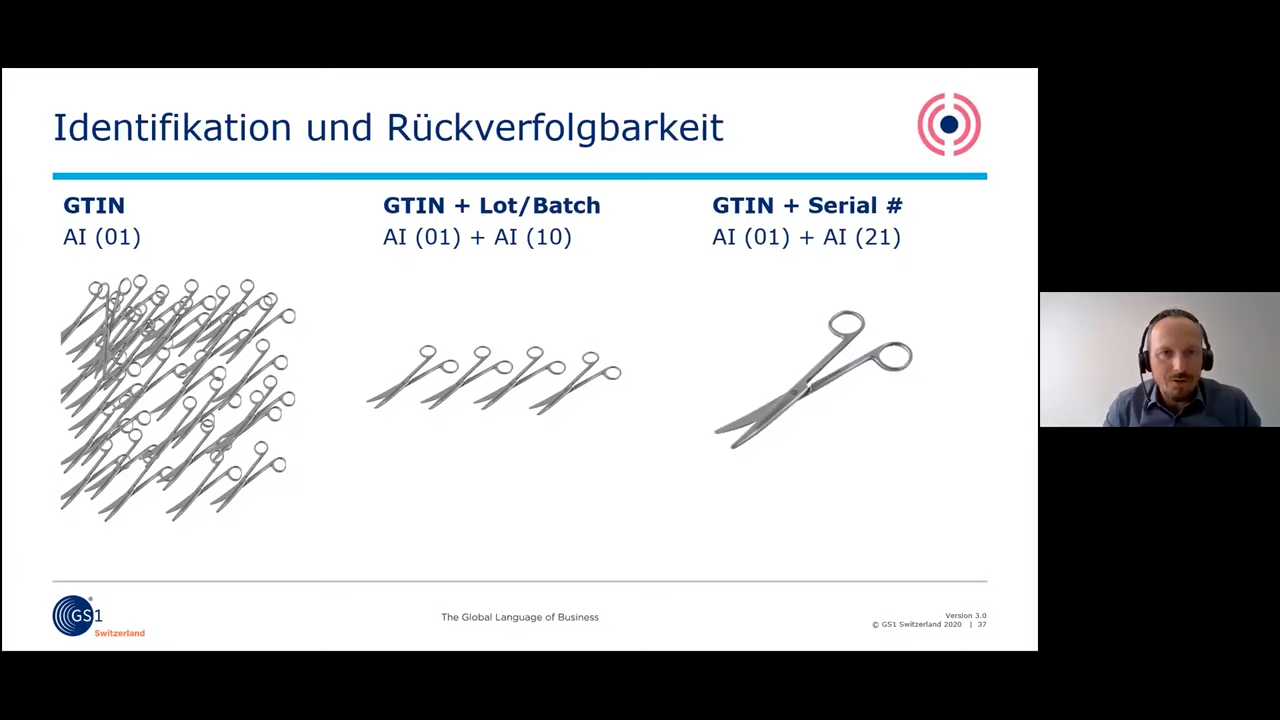 Identifikation und Rückverfolgbarkeit
GTIN
AI (01)
GTIN + Lot/Batch
AI (01) + AI (10)
GTIN + Serial #
AI (01) + AI (21)
GS1
®
Switzerland
The Global Language of Business
Version 3.0
© GS1 Switzerland 2020 | 37